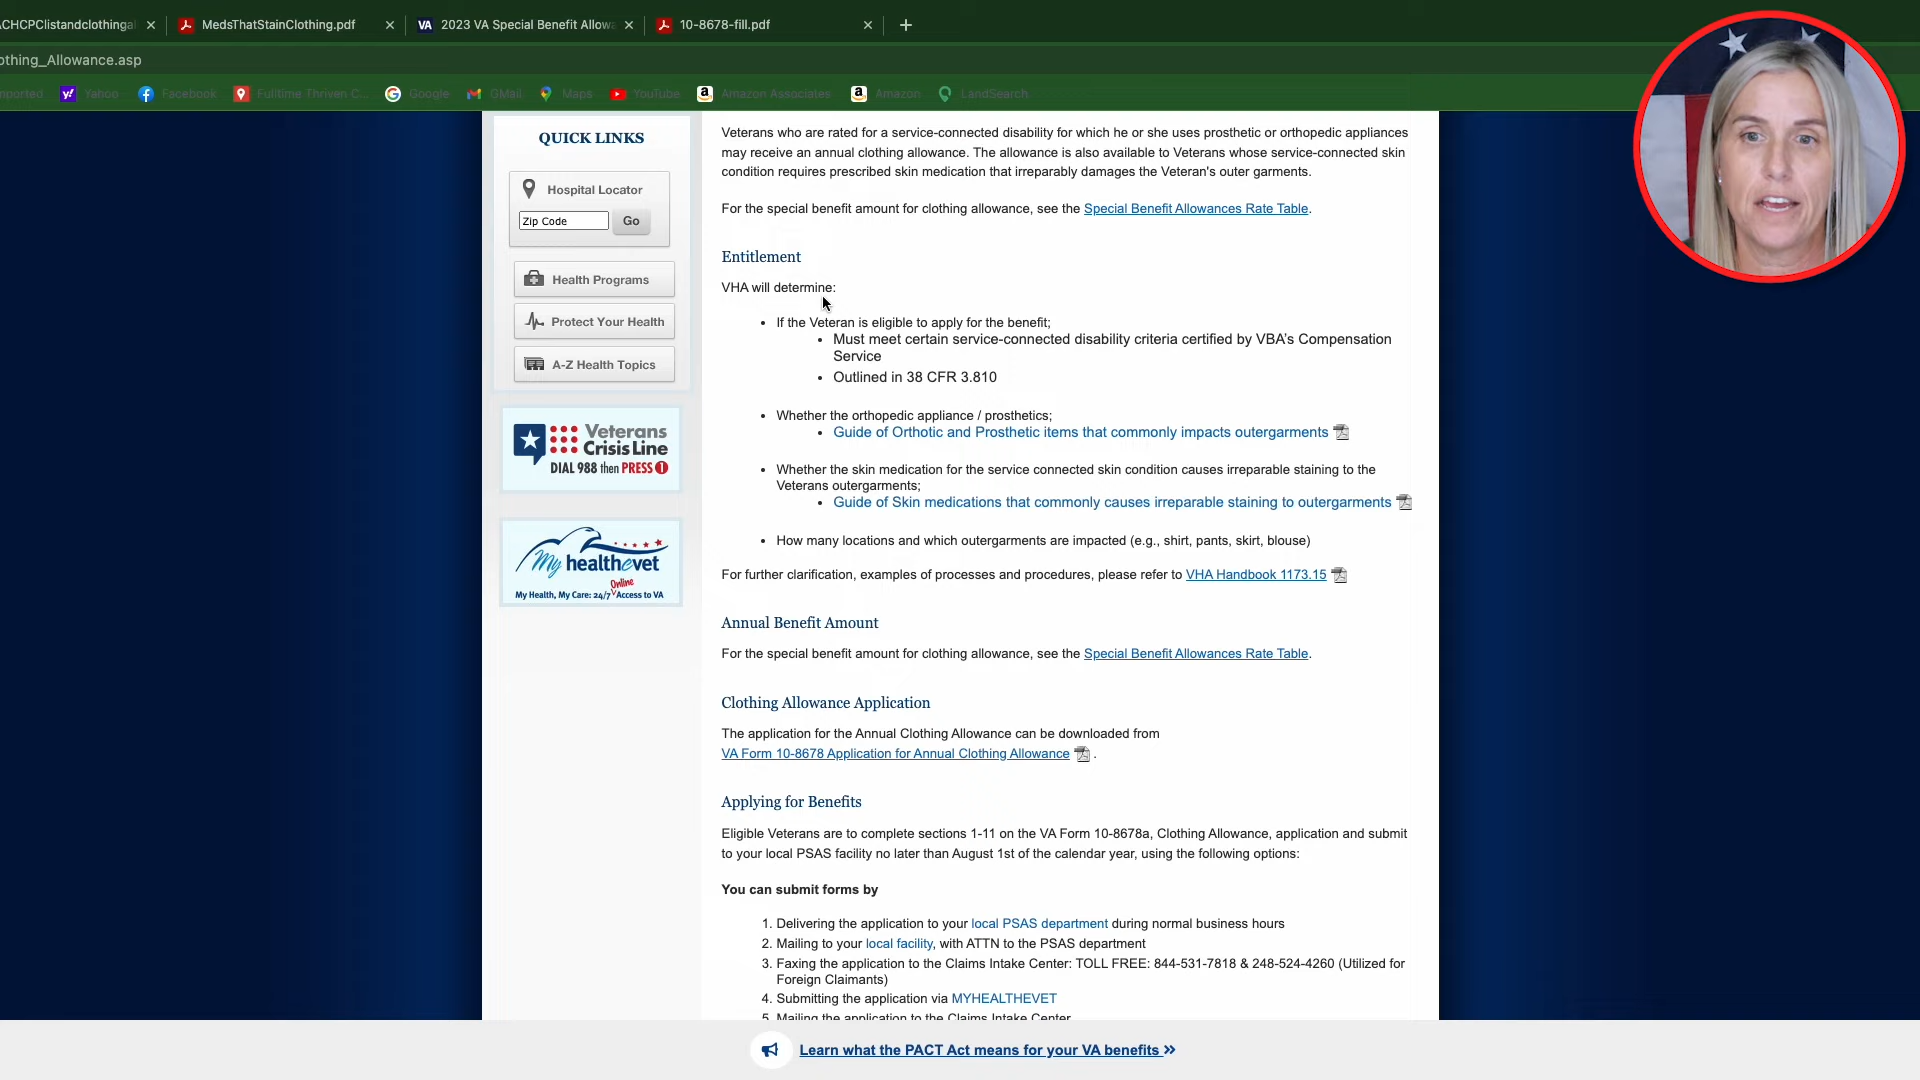 ACHCPClistandclothinga
MedsThatStainClothing.pdf
VA 2023 VA Special Benefit Allow
10-8678-fill.pdf
othing_Allowance.asp
mported
Yahoo
Facebook
Fulltime Thriven C...
Google
GMail
Maps
YouTube
Amazon Associates
Amazon
LandSearch
QUICK LINKS
Hospital Locator
Zip Code
Go
Health Programs
Protect Your Health
A-Z Health Topics
Veterans
Crisis Line
DIAL 988 then PRESS 1
My healthevet
Online
My Health, My Care: 24/7 Access to VA
Veterans who are rated for a service-connected disability for which he or she uses prosthetic or orthopedic appliances
may receive an annual clothing allowance. The allowance is also available to Veterans whose service-connected skin
condition requires prescribed skin medication that irreparably damages the Veteran's outer garments.
For the special benefit amount for clothing allowance, see the Special Benefit Allowances Rate Table.
Entitlement
VHA will determine:
• If the Veteran is eligible to apply for the benefit;
• Must meet certain service-connected disability criteria certified by VBA's Compensation
Service
• Outlined in 38 CFR 3.810
• Whether the orthopedic appliance / prosthetics;
• Guide of Orthotic and Prosthetic items that commonly impacts outergarments
• Whether the skin medication for the service connected skin condition causes irreparable staining to the
Veterans outergarments;
• Guide of Skin medications that commonly causes irreparable staining to outergarments
• How many locations and which outergarments are impacted (e.g., shirt, pants, skirt, blouse)
For further clarification, examples of processes and procedures, please refer to VHA Handbook 1173.15
Annual Benefit Amount
For the special benefit amount for clothing allowance, see the Special Benefit Allowances Rate Table.
Clothing Allowance Application
The application for the Annual Clothing Allowance can be downloaded from
VA Form 10-8678 Application for Annual Clothing Allowance .
Applying for Benefits
Eligible Veterans are to complete sections 1-11 on the VA Form 10-8678a, Clothing Allowance, application and submit
to your local PSAS facility no later than August 1st of the calendar year, using the following options:
You can submit forms by
1. Delivering the application to your local PSAS department during normal business hours
2. Mailing to your local facility, with ATTN to the PSAS department
3. Faxing the application to the Claims Intake Center: TOLL FREE: 844-531-7818 & 248-524-4260 (Utilized for
Foreign Claimants)
4. Submitting the application via MYHEALTHEVET
5. Mailing the application to the Claims Intake Center
Learn what the PACT Act means for your VA benefits